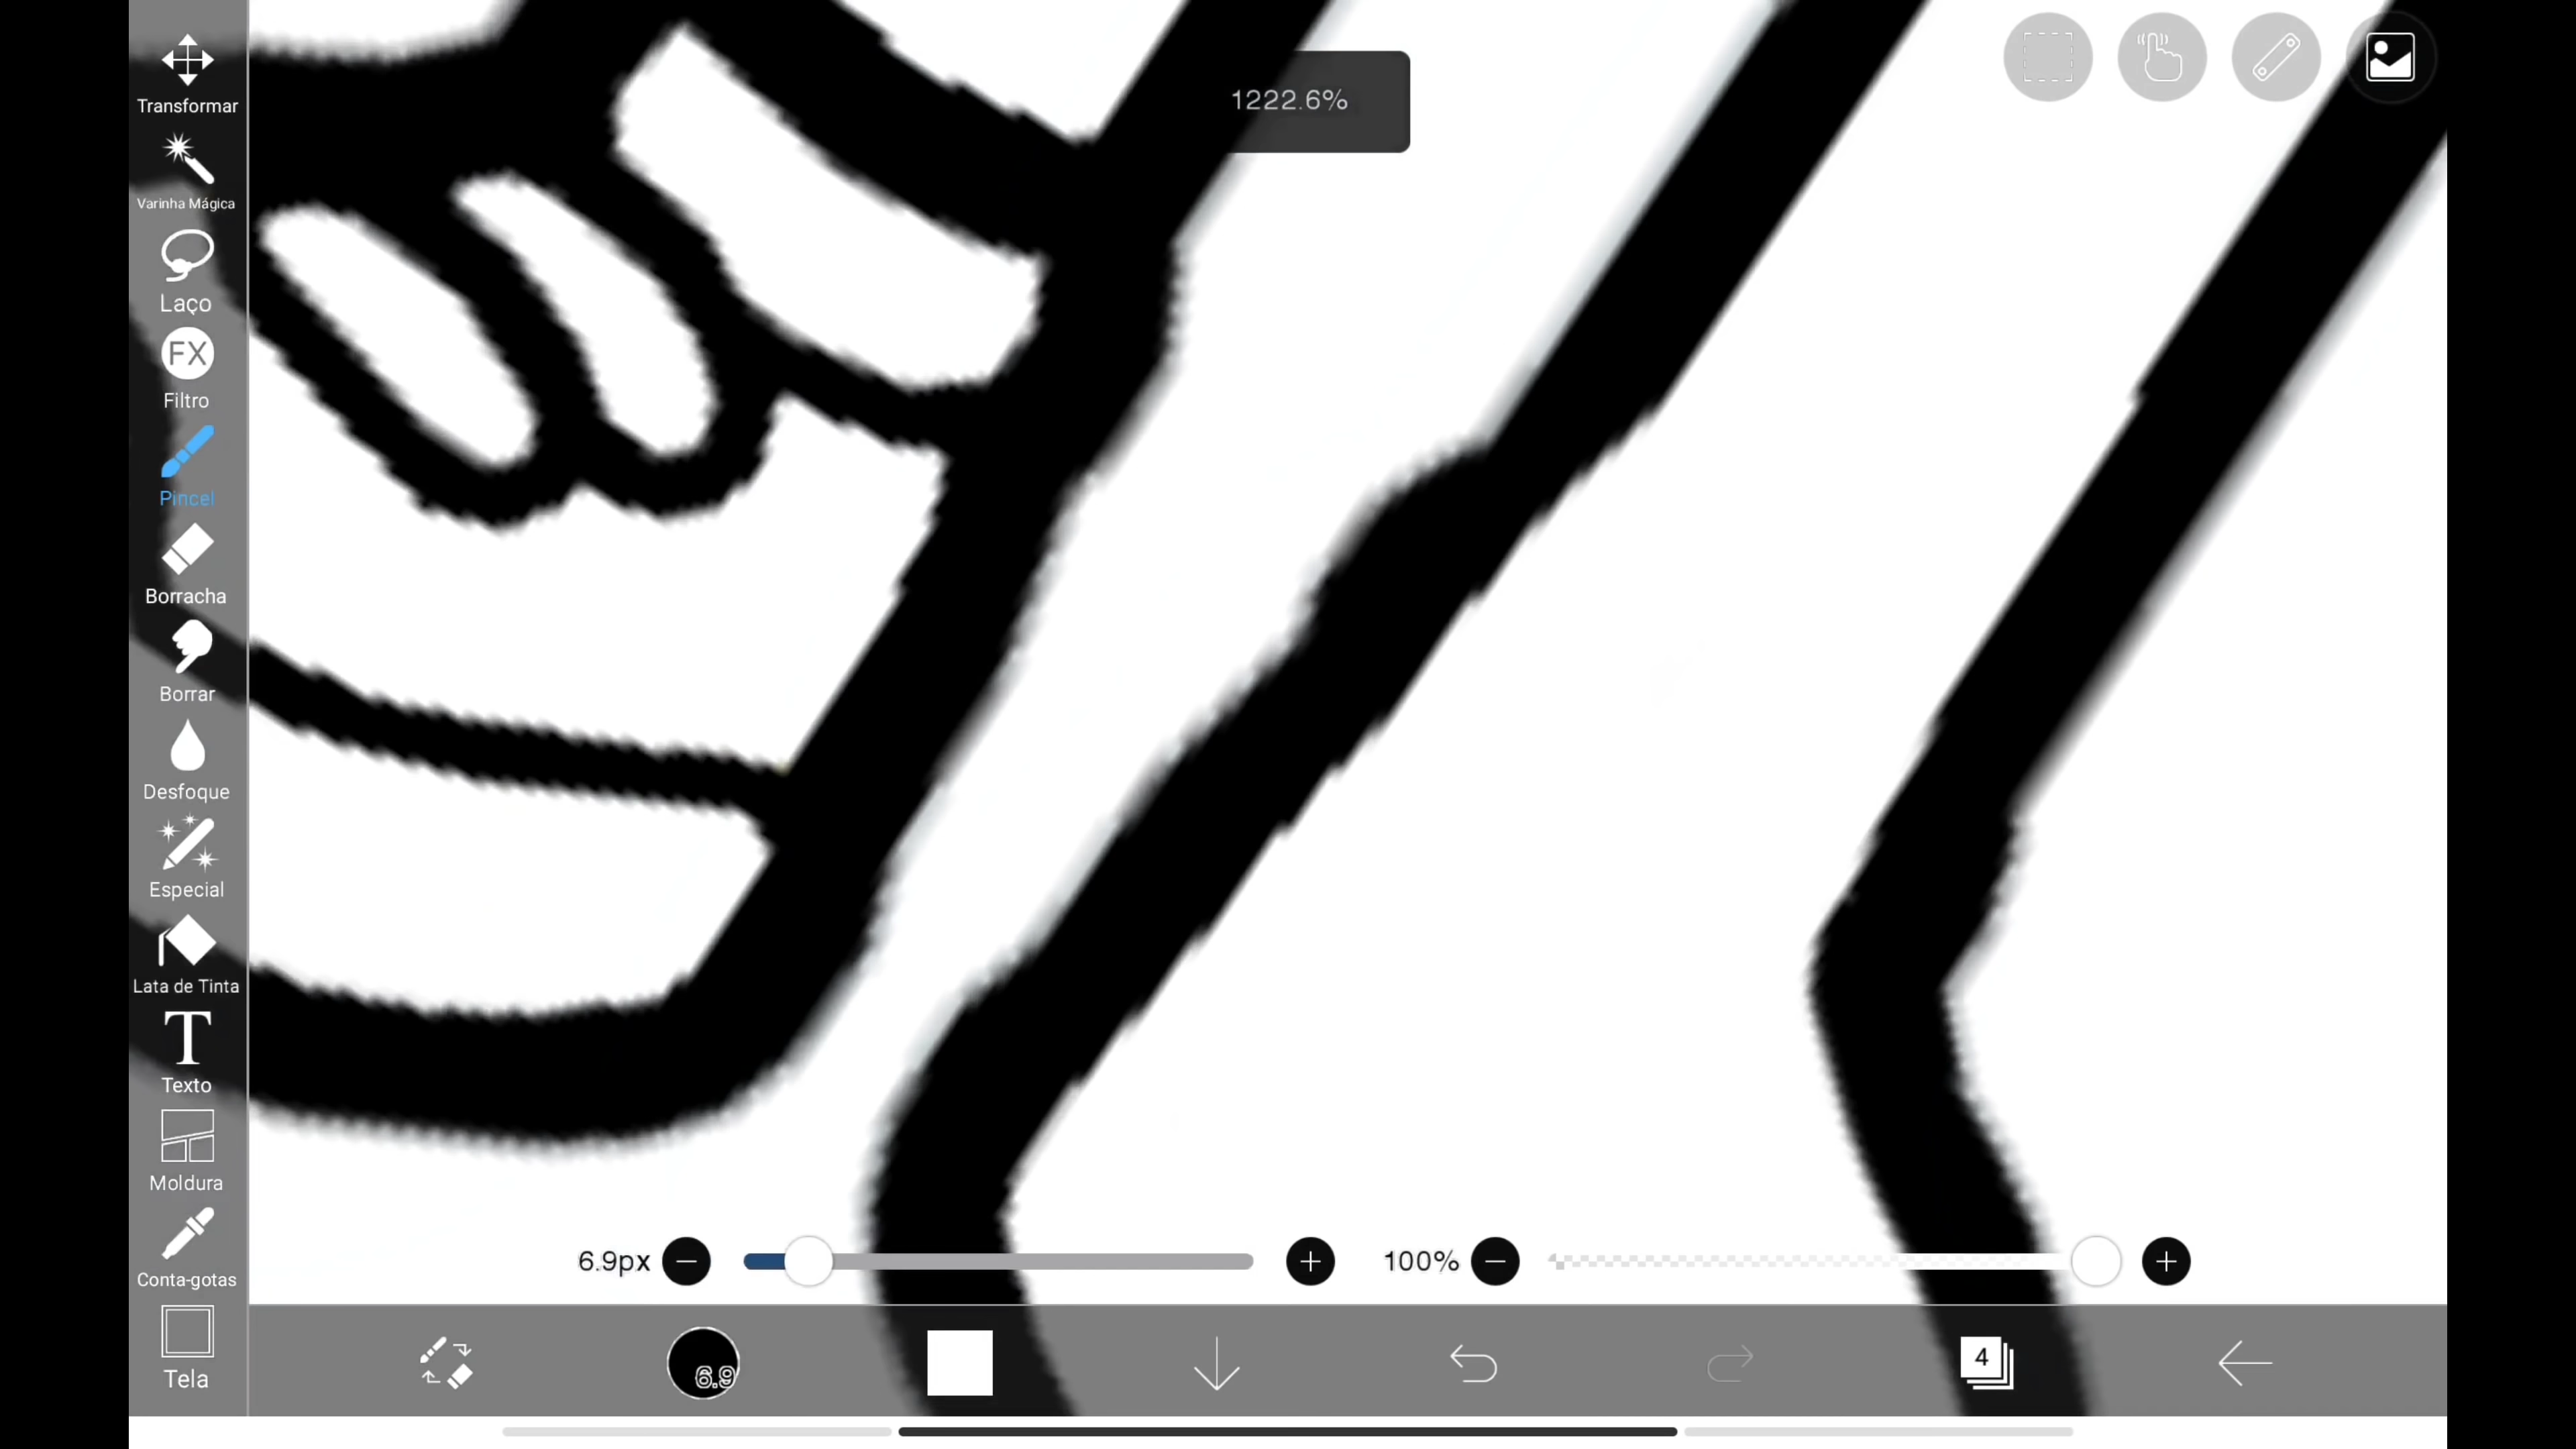 1222.6%
Transformar
Varinha Mágica
Laço
FX
Filtro
Pincel
Borracha
Borrar
Desfoque
Especial
Lata de Tinta
T
Texto
Moldura
Conta-gotas
Tela
6.9px
100%
6.9
4